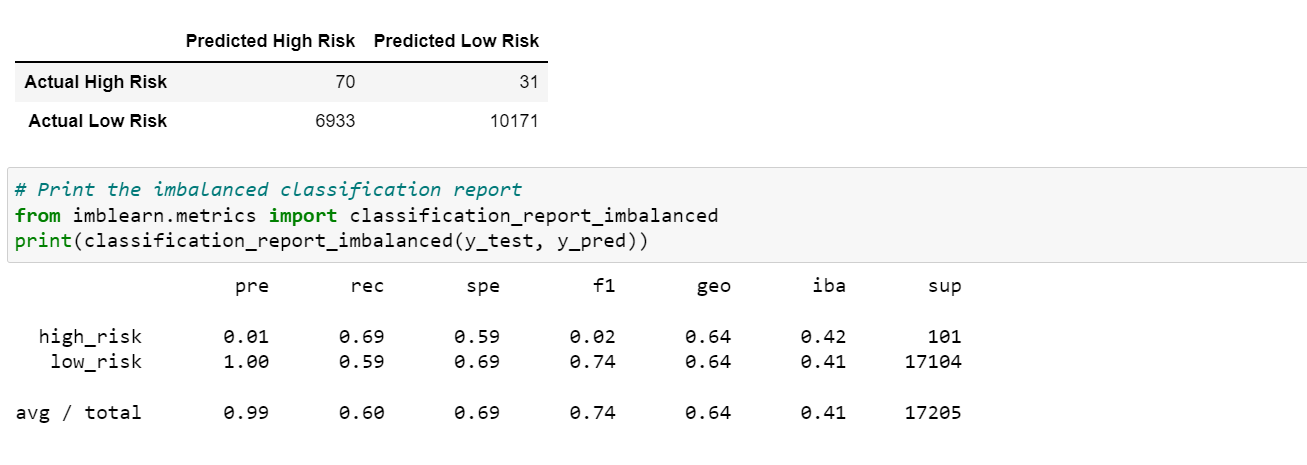 Predicted High Risk Predicted Low Risk
Actual High Risk 70 31
Actual Low Risk 6933 10171
# Print the imbalanced classification report
from imblearn.metrics import classification_report_imbalanced
print(classification_report_imbalanced(y_test, y_pred))
pre rec spe f1 geo iba sup
high_risk 0.01 0.69 0.59 0.02 0.64 0.42 101
low_risk 1.00 0.59 0.69 0.74 0.64 0.41 17104
avg / total 0.99 0.60 0.69 0.74 0.64 0.41 17205